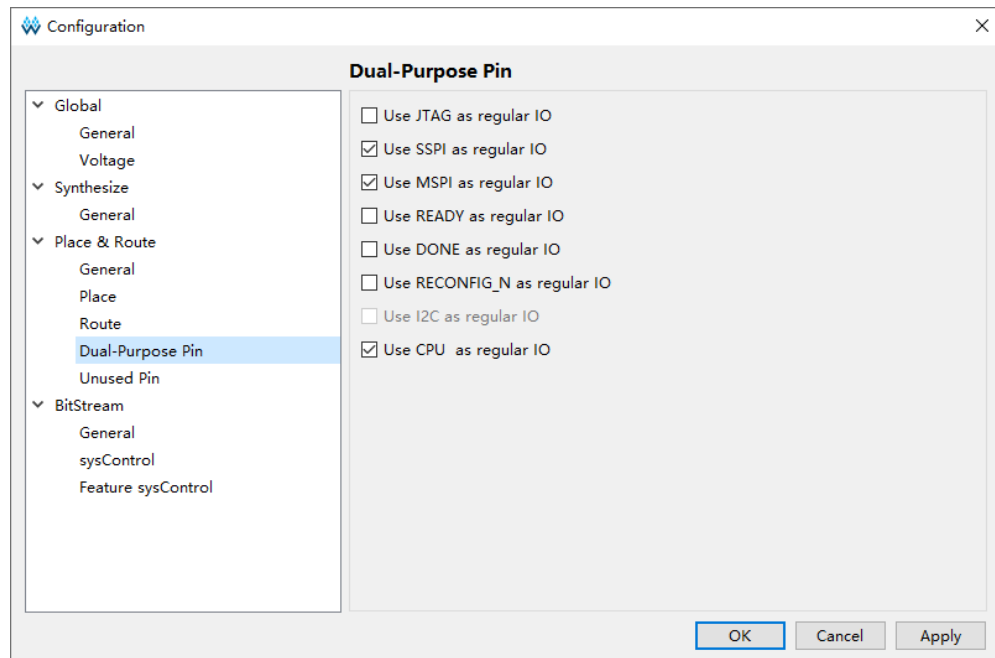 Configuration
Dual-Purpose Pin
Global
General
Voltage
Synthesize
General
Place & Route
General
Place
Route
Dual-Purpose Pin
Unused Pin
BitStream
General
sysControl
Feature sysControl
Use JTAG as regular IO
Use SSPI as regular IO
Use MSPI as regular IO
Use READY as regular IO
Use DONE as regular IO
Use RECONFIG_N as regular IO
Use I2C as regular IO
Use CPU  as regular IO
OK
Cancel
Apply